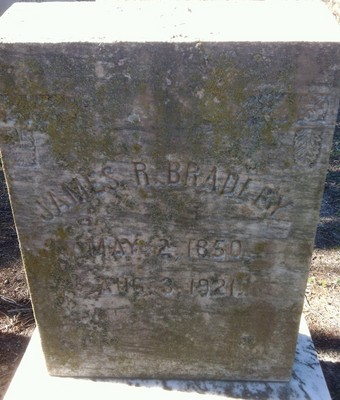 JAMES R. BRADLEY
MAY 2 1850
AUG. 3, 1921